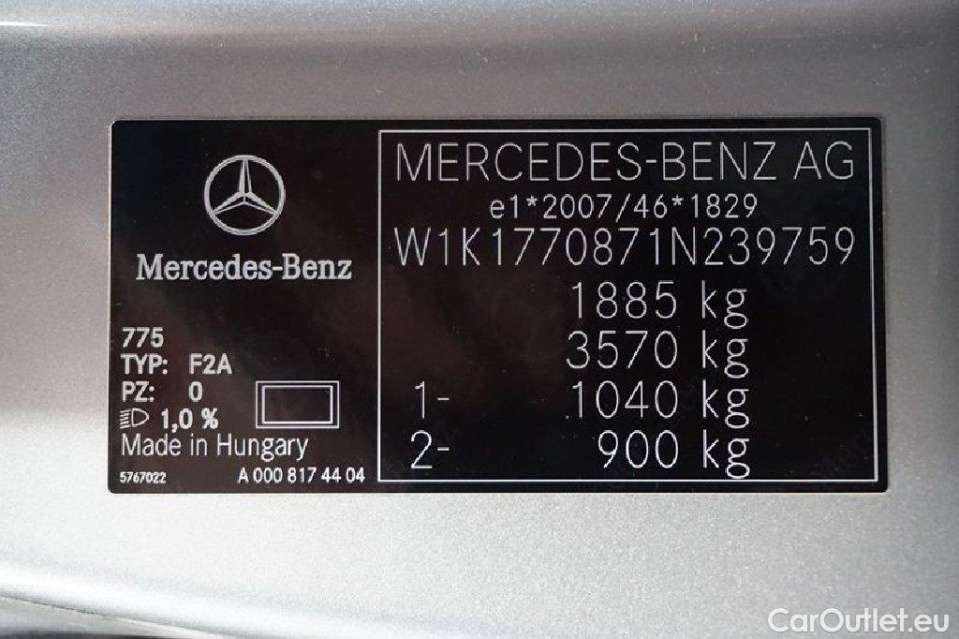 Mercedes-Benz
775
TYP: F2A
PZ: 0
1,0 %
Made in Hungary
5767022 A 000 817 44 04
MERCEDES-BENZ AG
e1*2007/46*1829
W1K1770871N239759
1885 kg
3570 kg
1- 1040 kg
2- 900 kg
CarOutlet.eu